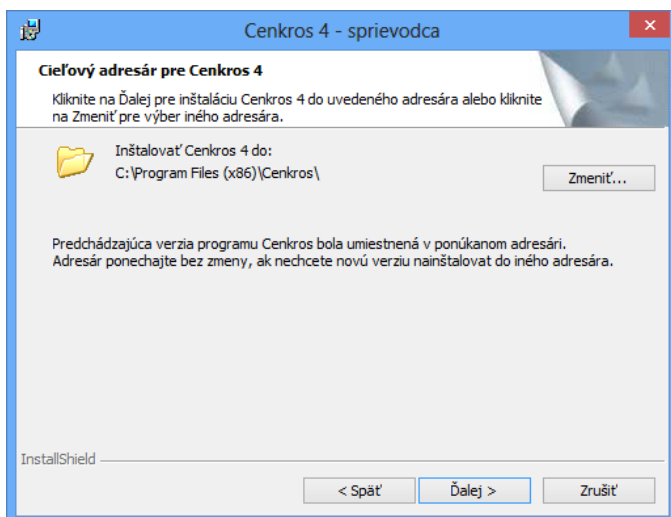 Cenkros 4 - sprievodca
Cieľový adresár pre Cenkros 4
Kliknite na Ďalej pre inštaláciu Cenkros 4 do uvedeného adresára alebo kliknite
na Zmeniť pre výber iného adresára.
Inštalovať Cenkros 4 do:
C:\Program Files (x86)\Cenkros\
Zmeniť...
Predchádzajúca verzia programu Cenkros bola umiestnená v ponúkanom adresári.
Adresár ponechajte bez zmeny, ak nechcete novú verziu nainštalovať do iného adresára.
InstallShield
< Späť
Ďalej >
Zrušiť